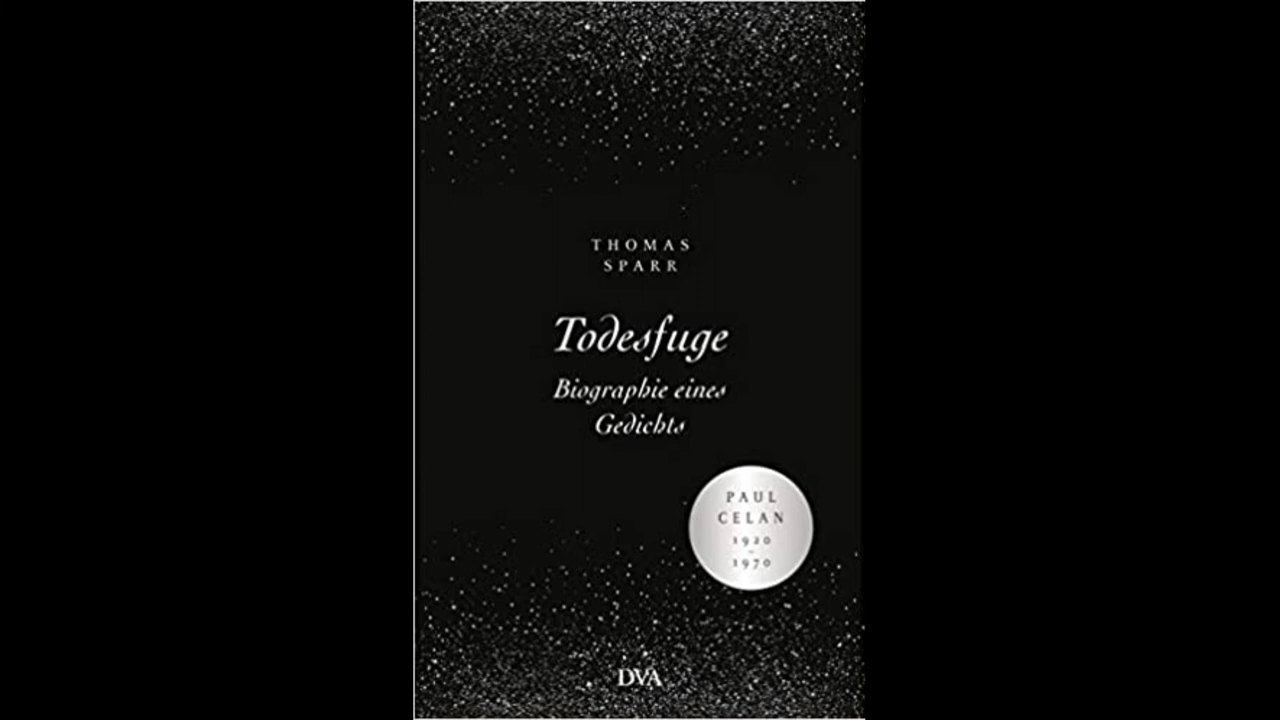 THOMAS
SPARR
Todesfuge
Biographie eines
Gedichts
PAUL
CELAN
1920
–
1970
DVA